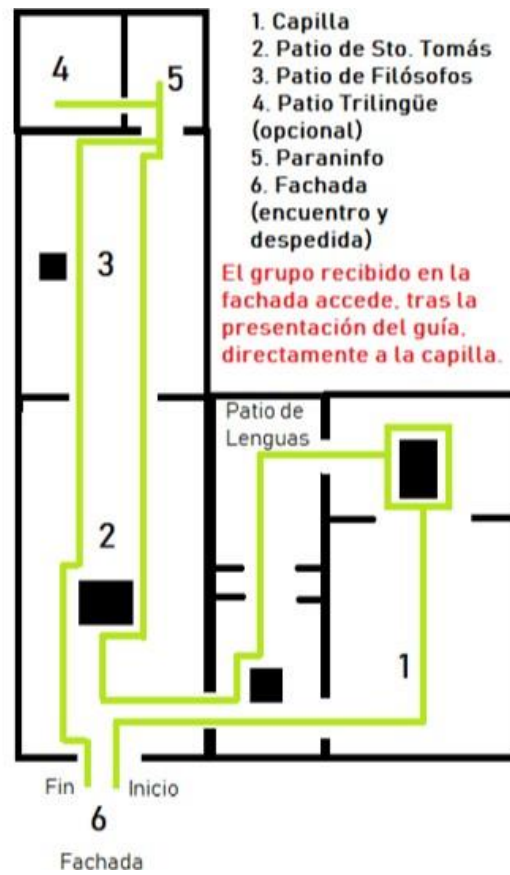 1. Capilla
2. Patio de Sto. Tomás
3. Patio de Filósofos
4. Patio Trilingüe
(opcional)
5. Paraninfo
6. Fachada
(encuentro y
despedida)
El grupo recibido en la
fachada accede, tras la
presentación del guía,
directamente a la capilla.
4
5
3
Patio de
Lenguas
2
1
Fin
Inicio
6
Fachada